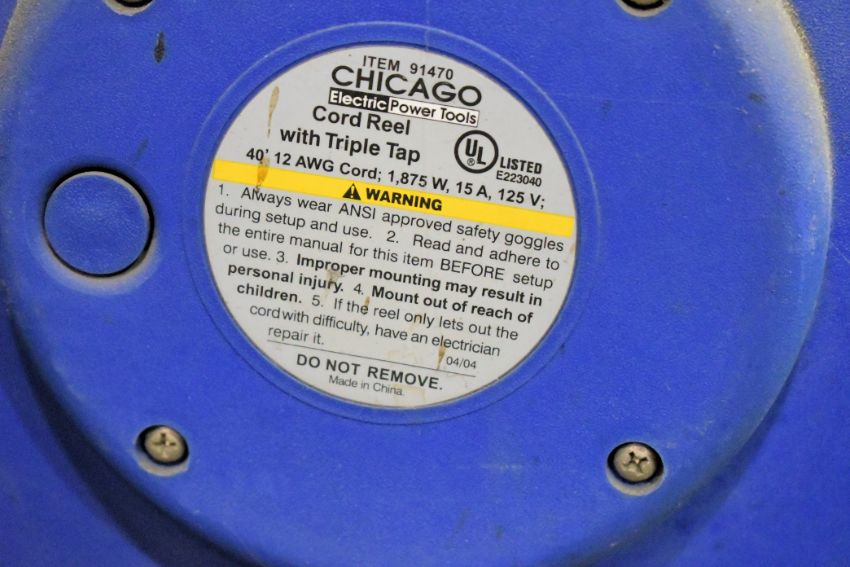 ITEM 91470
CHICAGO
Electric Power Tools
Cord Reel
with Triple Tap
UL
®
LISTED
E223040
40' 12 AWG Cord; 1,875 W, 15 A, 125 V;
WARNING
1. Always wear ANSI approved safety goggles
during setup and use. 2. Read and adhere to
the entire manual for this item BEFORE setup
or use. 3. Improper mounting may result in
personal injury. 4. Mount out of reach of
children. 5. If the reel only lets out the
cord with difficulty, have an electrician
repair it.
04/04
DO NOT REMOVE.
Made in China.